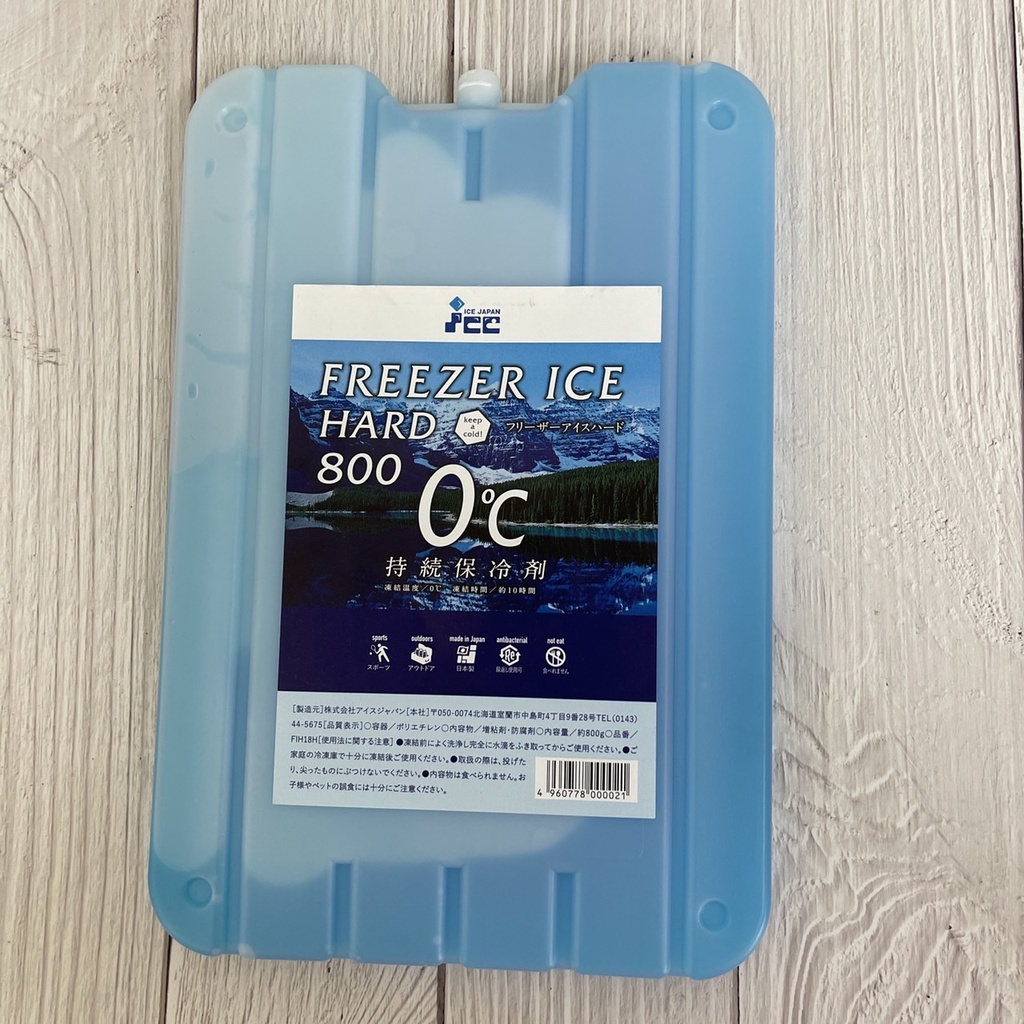 ICE JAPAN
icc
FREEZER ICE
HARD keep a cold! フリーザーアイスハード
800
0℃
持続保冷剤
凍結温度／0℃ 凍結時間／約10時間
sports outdoors made in Japan antibacterial not eat
Re
スポーツ アウトドア 日本製 繰返し使用可 食べれません
[製造元]株式会社アイスジャパン[本社]〒050-0074北海道室蘭市中島町4丁目9番28号TEL(0143)
44-5675[品質表示]○容器／ポリエチレン○内容物／増粘剤・防腐剤○内容量／約800g○品番／
FIH18H[使用法に関する注意]●凍結前によく洗浄し完全に水滴をふき取ってからご使用ください。●ご
家庭の冷凍庫で十分に凍結後ご使用ください。●取扱の際は、投げた
り、尖ったものにぶつけないでください。●内容物は食べられません。お
子様やペットの誤食には十分にご注意ください。
4 960778 000021